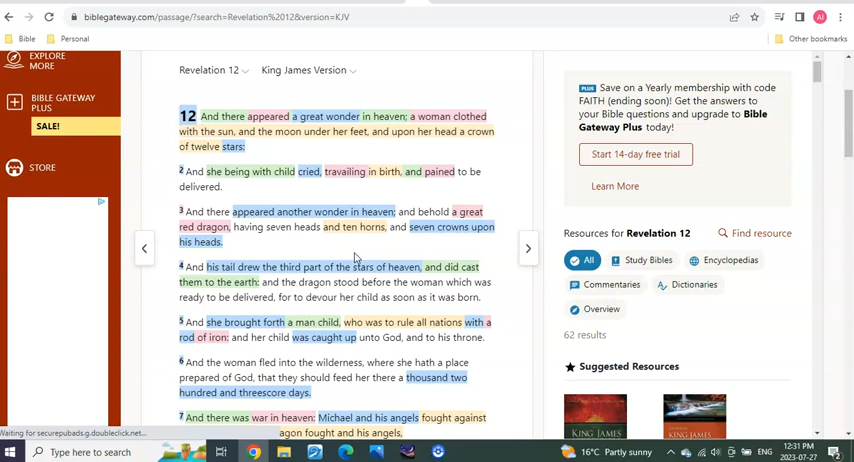 biblegateway.com/passage/?search=Revelation%2012&version=KJV
AI
Bible
Personal
Other bookmarks
EXPLORE
MORE
BIBLE GATEWAY
PLUS
SALE!
STORE
Revelation 12
King James Version
12 And there appeared a great wonder in heaven; a woman clothed
with the sun, and the moon under her feet, and upon her head a crown
of twelve stars:
2 And she being with child cried, travailing in birth, and pained to be
delivered.
3 And there appeared another wonder in heaven; and behold a great
red dragon, having seven heads and ten horns, and seven crowns upon
his heads.
4 And his tail drew the third part of the stars of heaven, and did cast
them to the earth: and the dragon stood before the woman which was
ready to be delivered, for to devour her child as soon as it was born.
5 And she brought forth a man child, who was to rule all nations with a
rod of iron: and her child was caught up unto God, and to his throne.
6 And the woman fled into the wilderness, where she hath a place
prepared of God, that they should feed her there a thousand two
hundred and threescore days.
7 And there was war in heaven: Michael and his angels fought against
agon fought and his angels,
PLUS Save on a Yearly membership with code
FAITH (ending soon)! Get the answers to
your Bible questions and upgrade to Bible
Gateway Plus today!
Start 14-day free trial
Learn More
Resources for Revelation 12
Find resource
All
Study Bibles
Encyclopedias
Commentaries
Dictionaries
Overview
62 results
Suggested Resources
KING JAMES
KING JAMES
Waiting for securepubads.g.doubleclick.net...
Type here to search
16°C Partly sunny
ENG
12:31 PM
2023-07-27
2